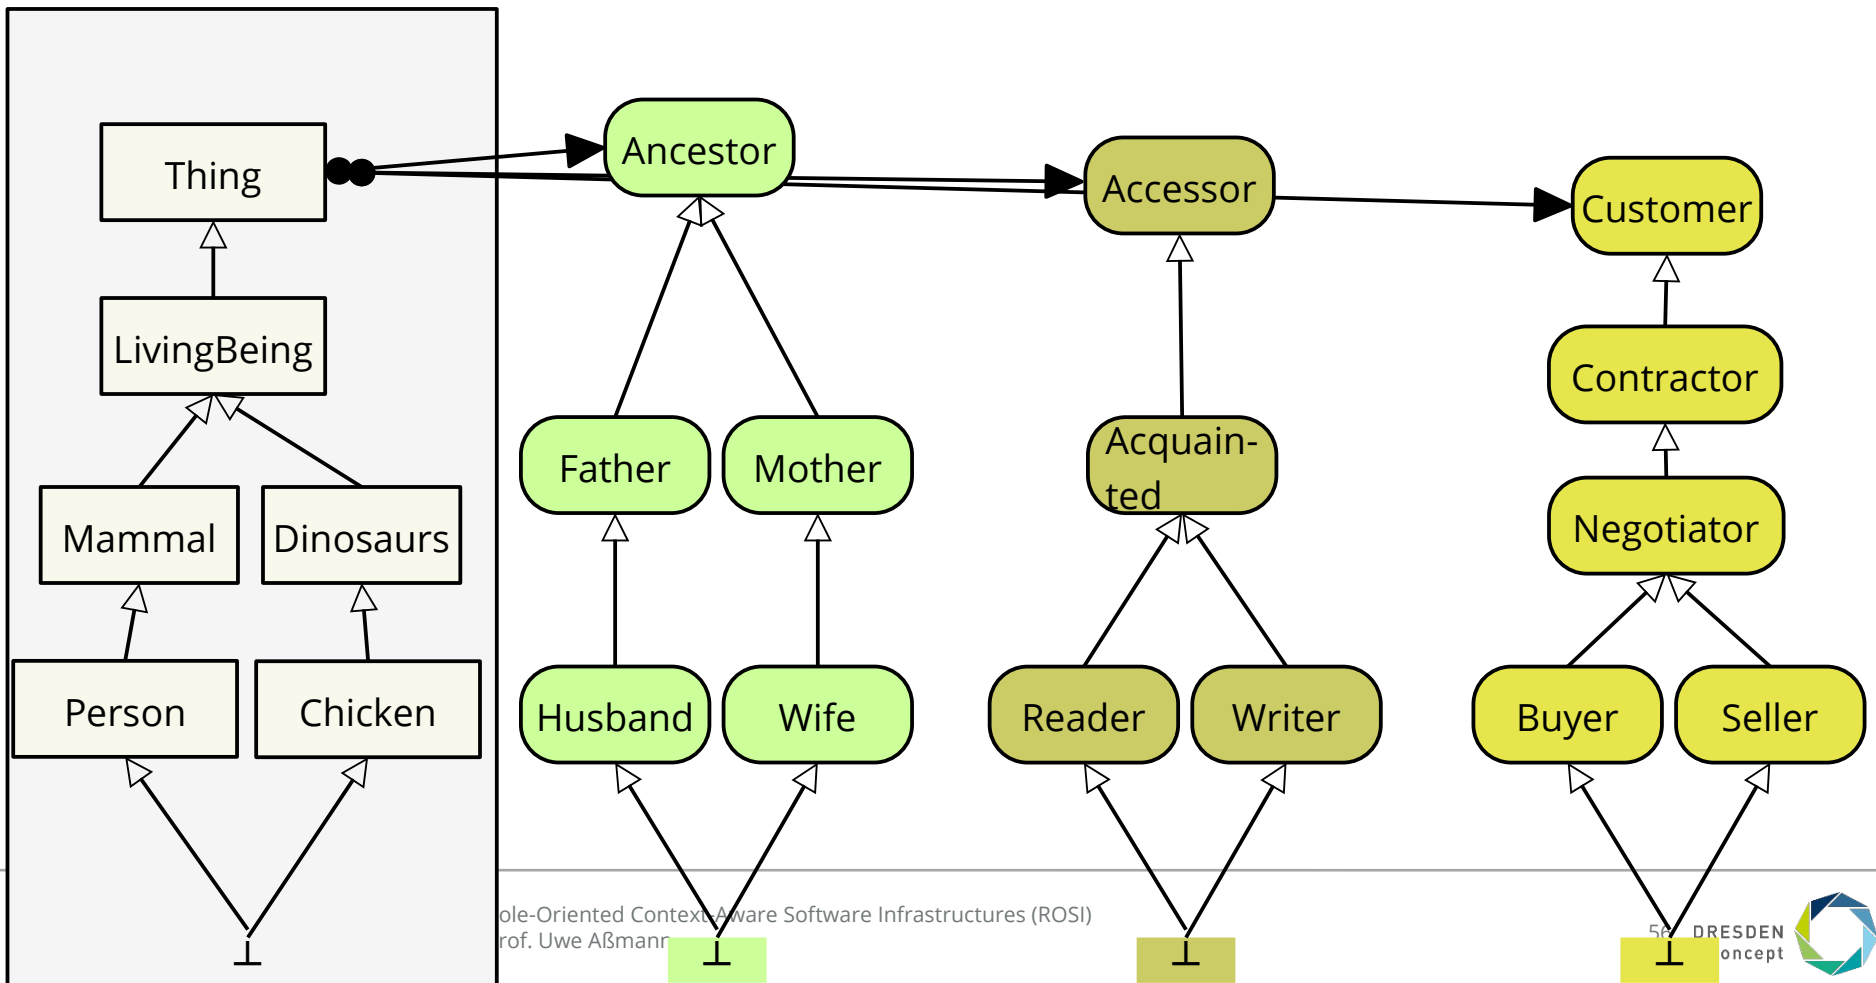 Thing
LivingBeing
Mammal
Dinosaurs
Person
Chicken
⊥
Ancestor
Father
Mother
Husband
Wife
⊥
Accessor
Acquain-
ted
Reader
Writer
⊥
Customer
Contractor
Negotiator
Buyer
Seller
⊥
ole-Oriented Context-Aware Software Infrastructures (ROSI)
rof. Uwe Aßmann
56
DRESDEN
oncept